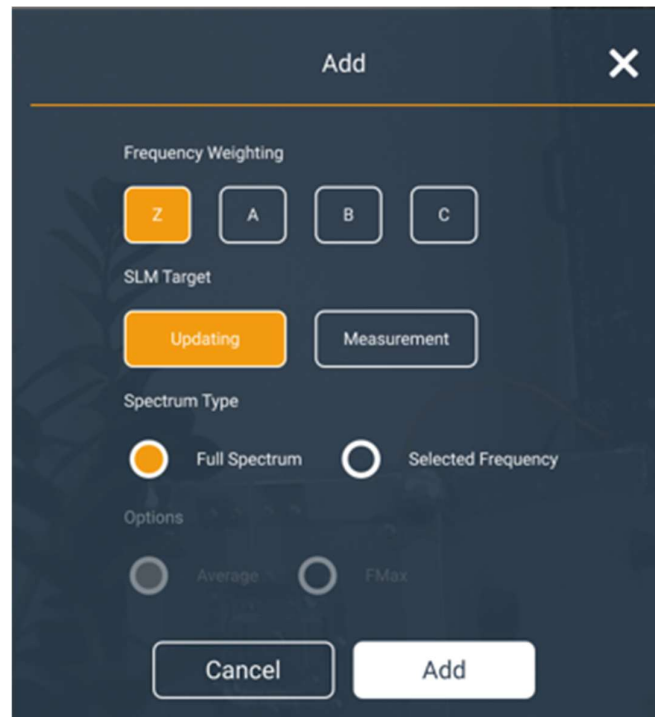 Add
Frequency Weighting
Z A B C
SLM Target
Updating Measurement
Spectrum Type
Full Spectrum Selected Frequency
Options
Average FMax
Cancel Add